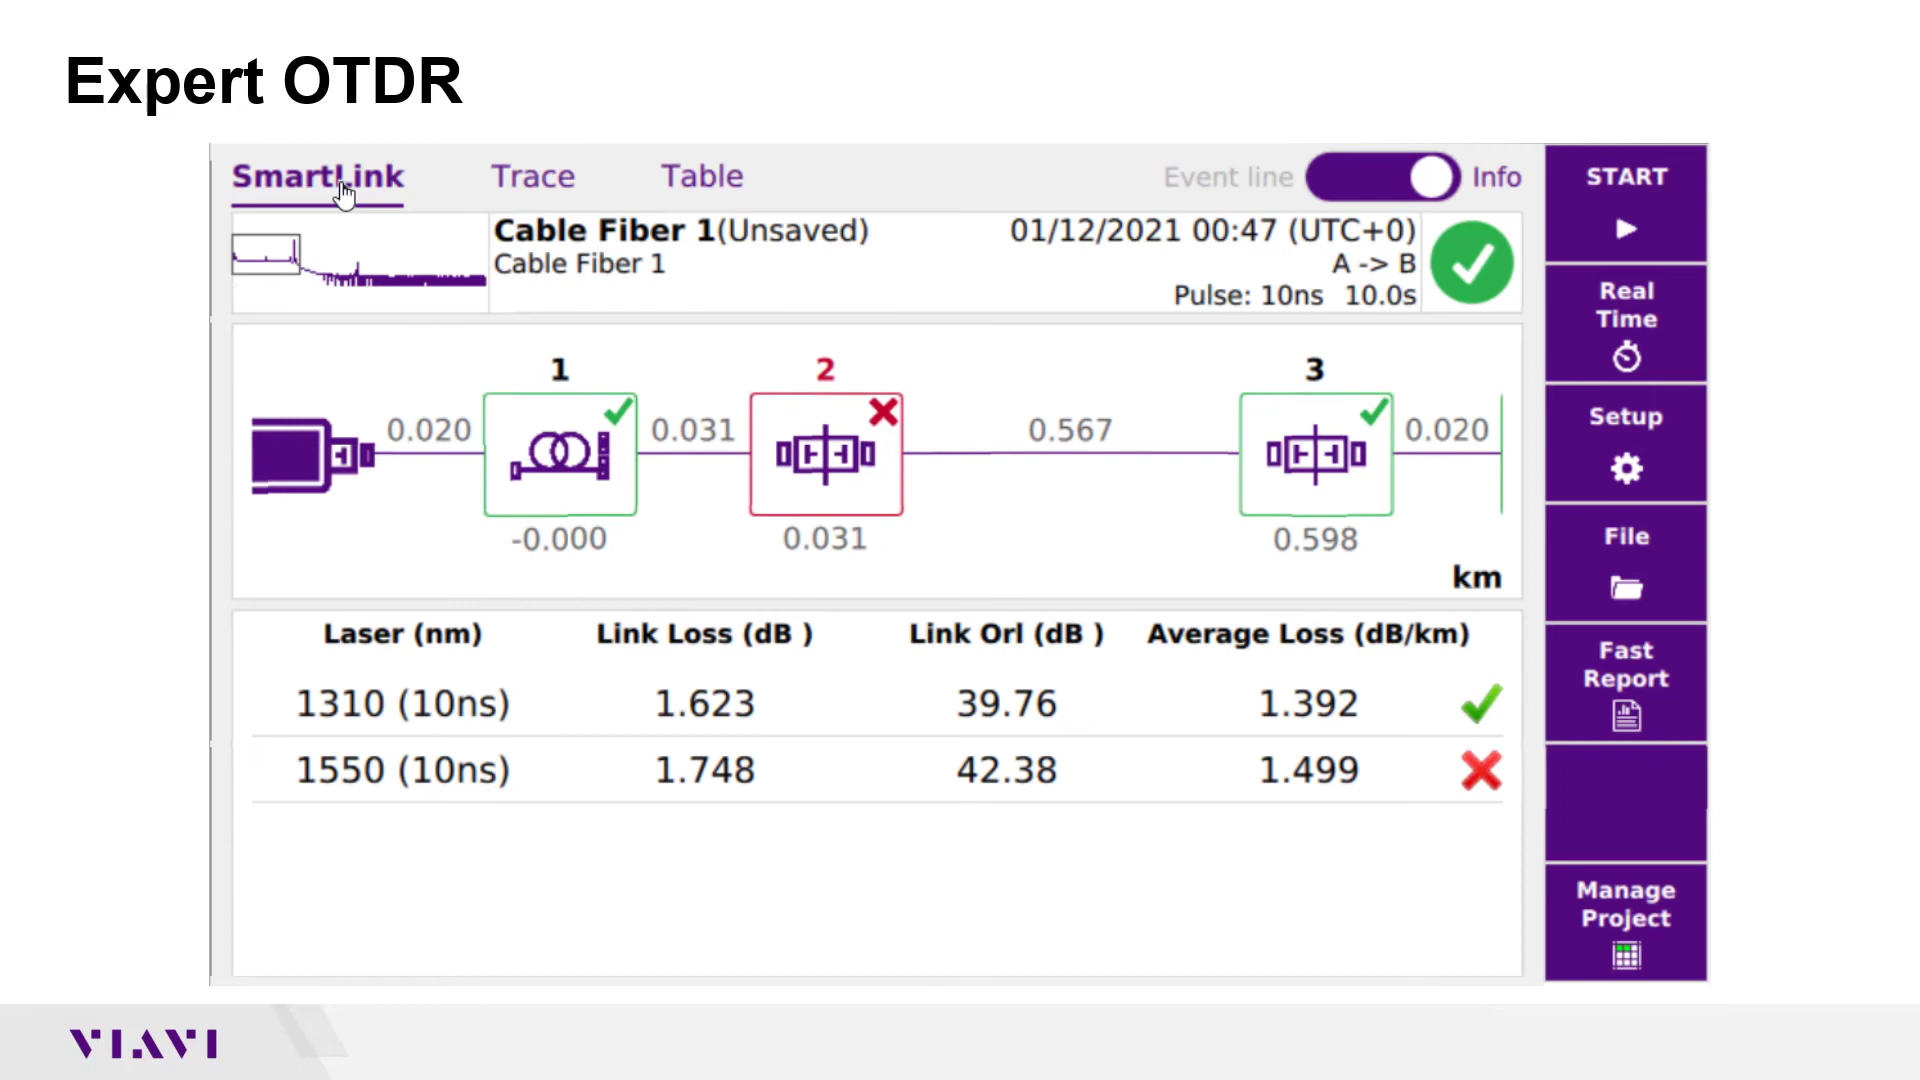 Expert OTDR
SmartLink Trace Table Event line Info
Cable Fiber 1(Unsaved) 01/12/2021 00:47 (UTC+0)
Cable Fiber 1 A -> B
Pulse: 10ns 10.0s
1 2 3
0.020 0.031 0.567 0.020
-0.000 0.031 0.598
km
Laser (nm) Link Loss (dB ) Link Orl (dB ) Average Loss (dB/km)
1310 (10ns) 1.623 39.76 1.392
1550 (10ns) 1.748 42.38 1.499
START
Real
Time
Setup
File
Fast
Report
Manage
Project
VIAVI